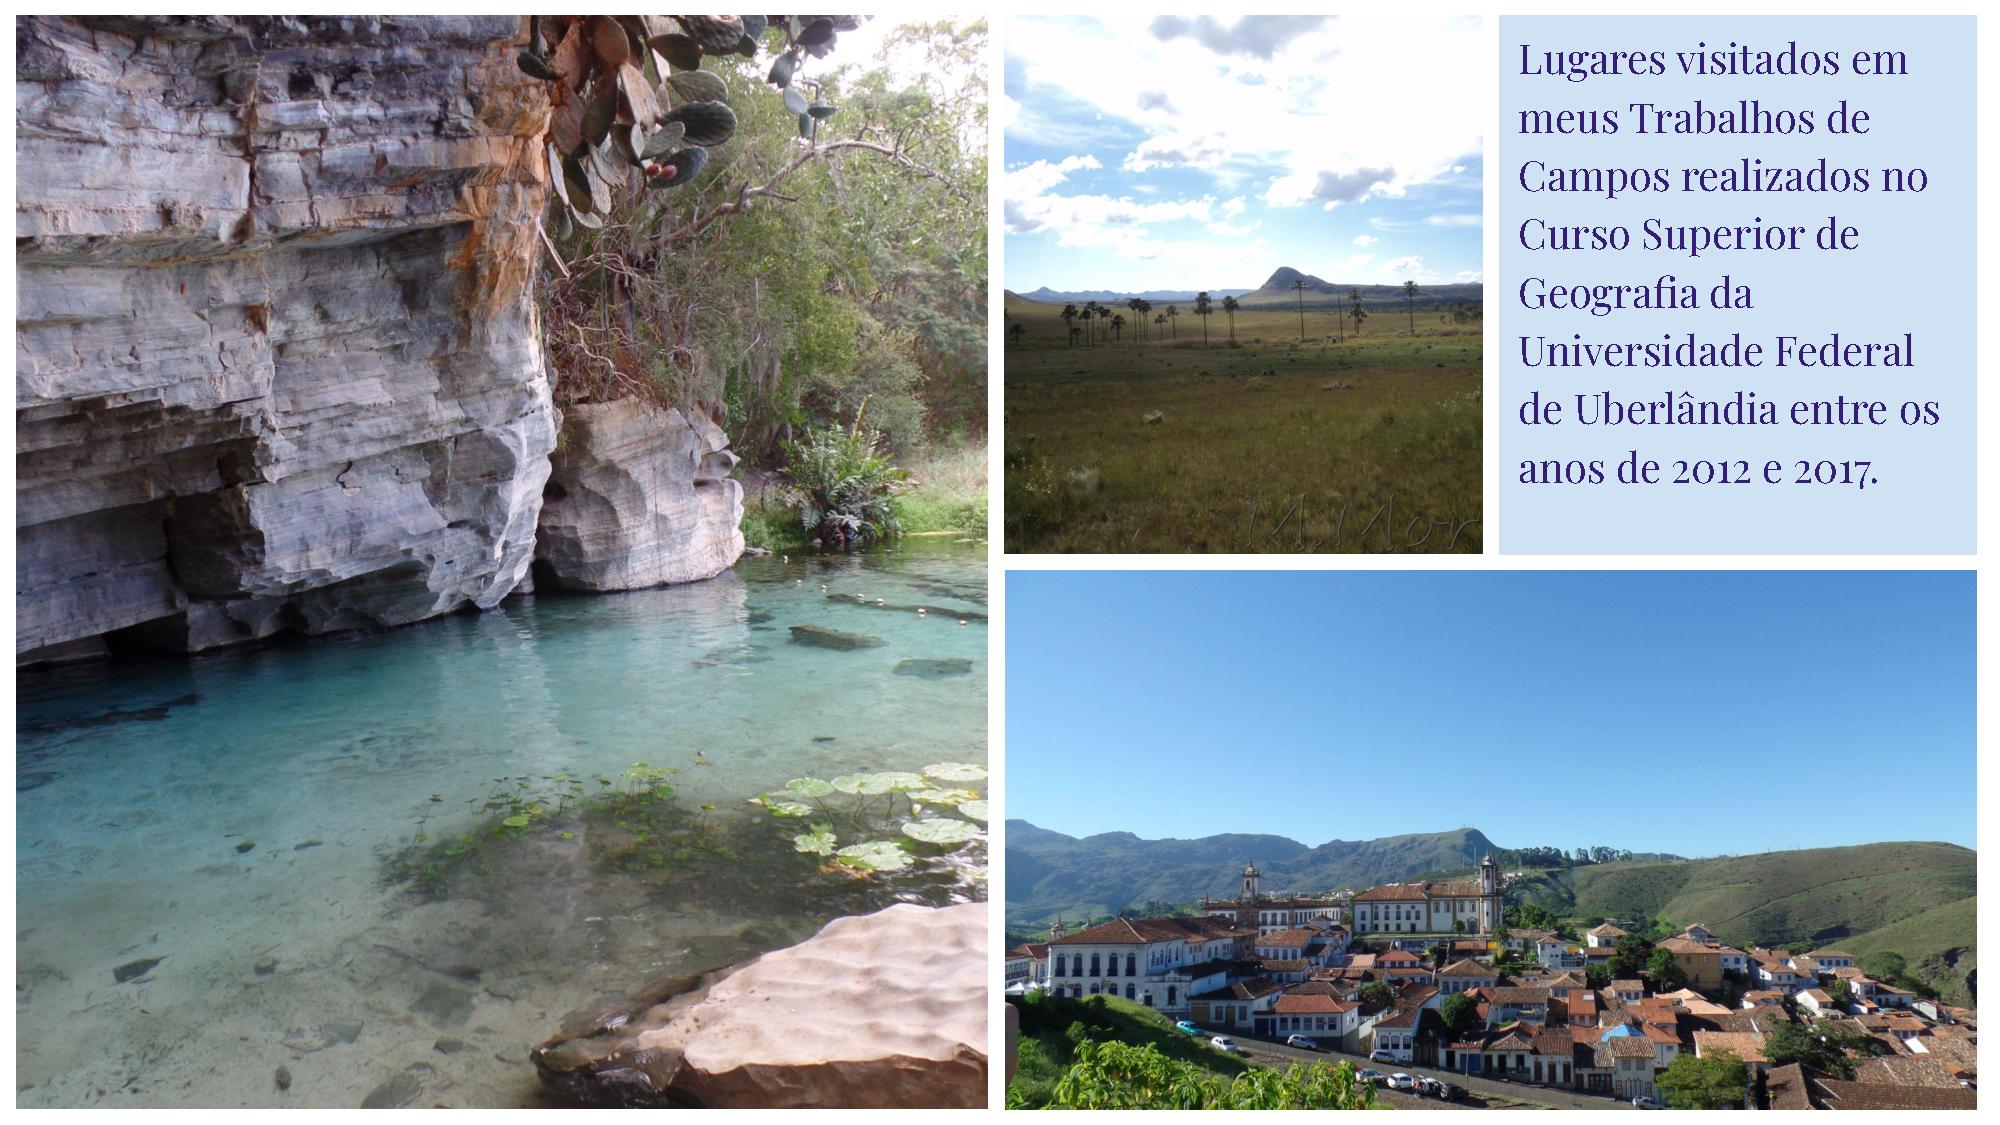 Lugares visitados em
meus Trabalhos de
Campos realizados no
Curso Superior de
Geografia da
Universidade Federal
de Uberlândia entre os
anos de 2012 e 2017.
M.Mor